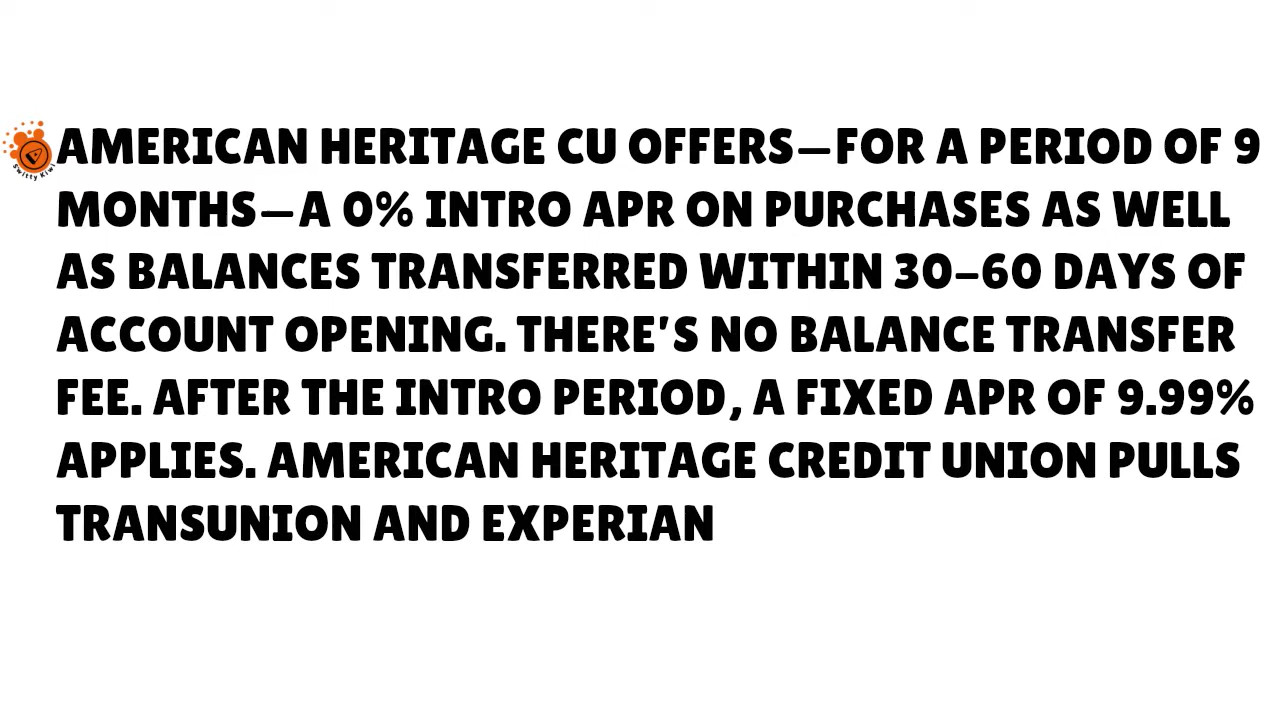 AMERICAN HERITAGE CU OFFERS—FOR A PERIOD OF 9
MONTHS—A 0% INTRO APR ON PURCHASES AS WELL
AS BALANCES TRANSFERRED WITHIN 30–60 DAYS OF
ACCOUNT OPENING. THERE'S NO BALANCE TRANSFER
FEE. AFTER THE INTRO PERIOD, A FIXED APR OF 9.99%
APPLIES. AMERICAN HERITAGE CREDIT UNION PULLS
TRANSUNION AND EXPERIAN
Switty Kiwi